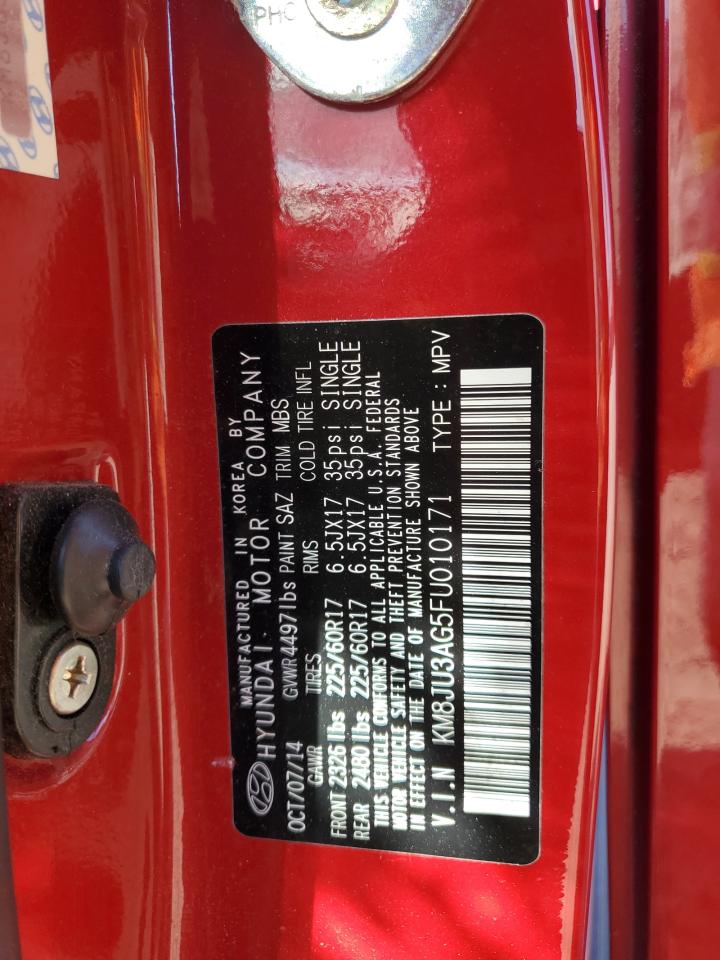 PHC
MANUFACTURED IN KOREA BY
HYUNDAI MOTOR COMPANY
OCT/07/14 GVWR 4497lbs PAINT SAZ TRIM MBS
GAWR TIRES RIMS COLD TIRE INFL
FRONT 2326 lbs 225/60R17 6.5JX17 35psi SINGLE
REAR 2480 lbs 225/60R17 6.5JX17 35psi SINGLE
THIS VEHICLE CONFORMS TO ALL APPLICABLE U.S.A. FEDERAL
MOTOR VEHICLE SAFETY AND THEFT PREVENTION STANDARDS
IN EFFECT ON THE DATE OF MANUFACTURE SHOWN ABOVE
V.I.N KM8JU3AG5FU010171 TYPE : MPV